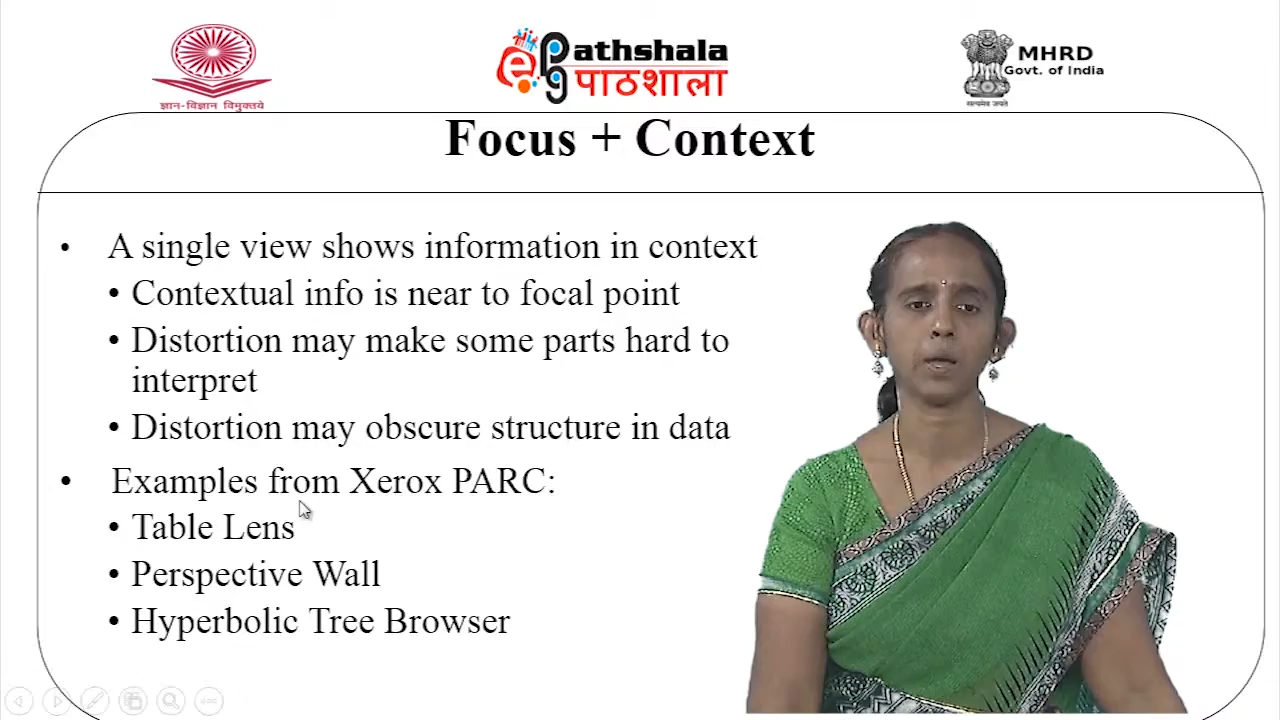 ज्ञान-विज्ञान विमुक्तये
ePG Pathshala
पाठशाला
MHRD
Govt. of India
सत्यमेव जयते
Focus + Context
• A single view shows information in context
• Contextual info is near to focal point
• Distortion may make some parts hard to
interpret
• Distortion may obscure structure in data
• Examples from Xerox PARC:
• Table Lens
• Perspective Wall
• Hyperbolic Tree Browser